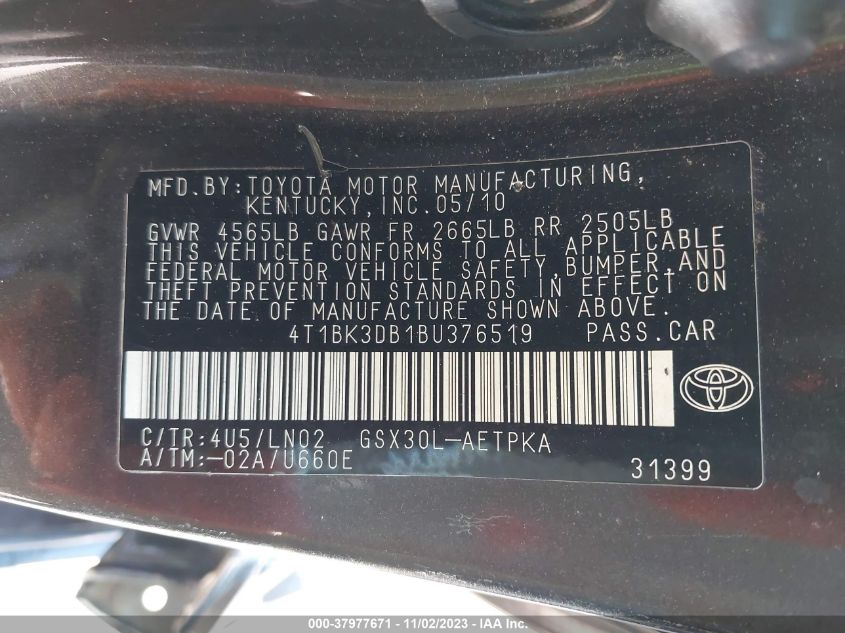 MFD. BY: TOYOTA MOTOR MANUFACTURING,
KENTUCKY, INC. 05/10
GVWR 4565LB GAWR FR 2665LB RR 2505LB
THIS VEHICLE CONFORMS TO ALL APPLICABLE
FEDERAL MOTOR VEHICLE SAFETY, BUMPER, AND
THEFT PREVENTION STANDARDS IN EFFECT ON
THE DATE OF MANUFACTURE SHOWN ABOVE.
4T1BK3DB1BU376519 PASS. CAR
C/TR: 4U5/LN02 GSX30L-AETPKA
A/TM: -02A/U660E
31399
000-37977671 - 11/02/2023 - IAA Inc.